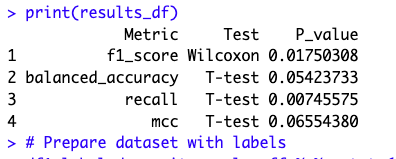 > print(results_df)
Metric Test P_value
1 f1_score Wilcoxon 0.01750308
2 balanced_accuracy T-test 0.05423733
3 recall T-test 0.00745575
4 mcc T-test 0.06554380
> # Prepare dataset with labels